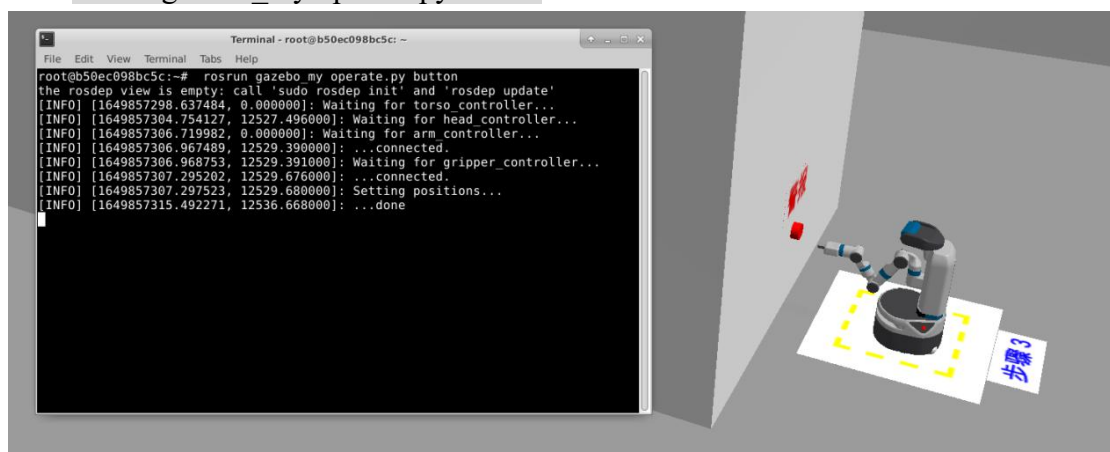 Terminal - root@b50ec098bc5c: ~
File Edit View Terminal Tabs Help
root@b50ec098bc5c:~# rosrun gazebo_my operate.py button
the rosdep view is empty: call 'sudo rosdep init' and 'rosdep update'
[INFO] [1649857298.637484, 0.000000]: Waiting for torso_controller...
[INFO] [1649857304.754127, 12527.496000]: Waiting for head_controller...
[INFO] [1649857306.719982, 0.000000]: Waiting for arm_controller...
[INFO] [1649857306.967489, 12529.390000]: ...connected.
[INFO] [1649857306.968753, 12529.391000]: Waiting for gripper_controller...
[INFO] [1649857307.295202, 12529.676000]: ...connected.
[INFO] [1649857307.297523, 12529.680000]: Setting positions...
[INFO] [1649857315.492271, 12536.668000]: ...done
步骤3